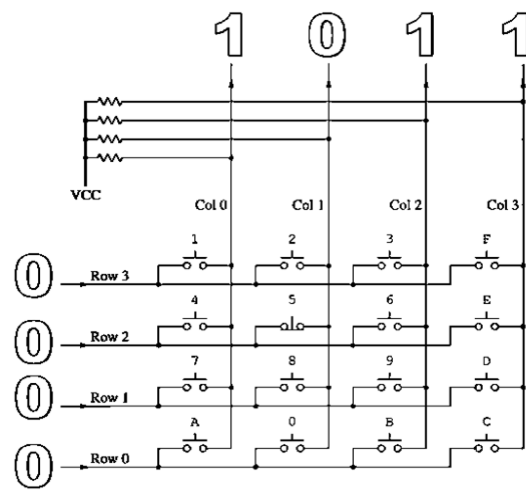 1 0 1 1
VCC
Col 0 Col 1 Col 2 Col 3
1 2 3 F
0 Row 3
4 5 6 E
0 Row 2
7 8 9 D
0 Row 1
A 0 B C
0 Row 0